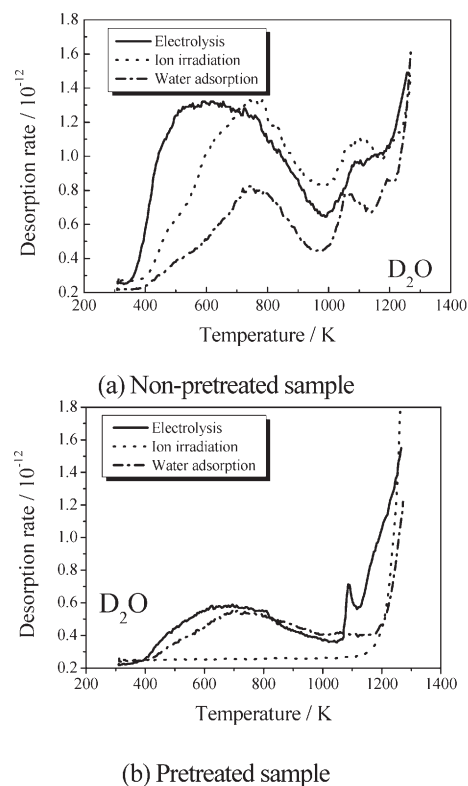 1.8
Electrolysis
Ion irradiation
Water adsorption
1.6
1.4
1.2
1.0
0.8
0.6
0.4
0.2
Desorption rate / 10⁻¹²
D₂O
200 400 600 800 1000 1200 1400
Temperature / K
(a) Non-pretreated sample
1.8
Electrolysis
Ion irradiation
Water adsorption
1.6
1.4
1.2
1.0
0.8
0.6
0.4
0.2
Desorption rate / 10⁻¹²
D₂O
200 400 600 800 1000 1200 1400
Temperature / K
(b) Pretreated sample